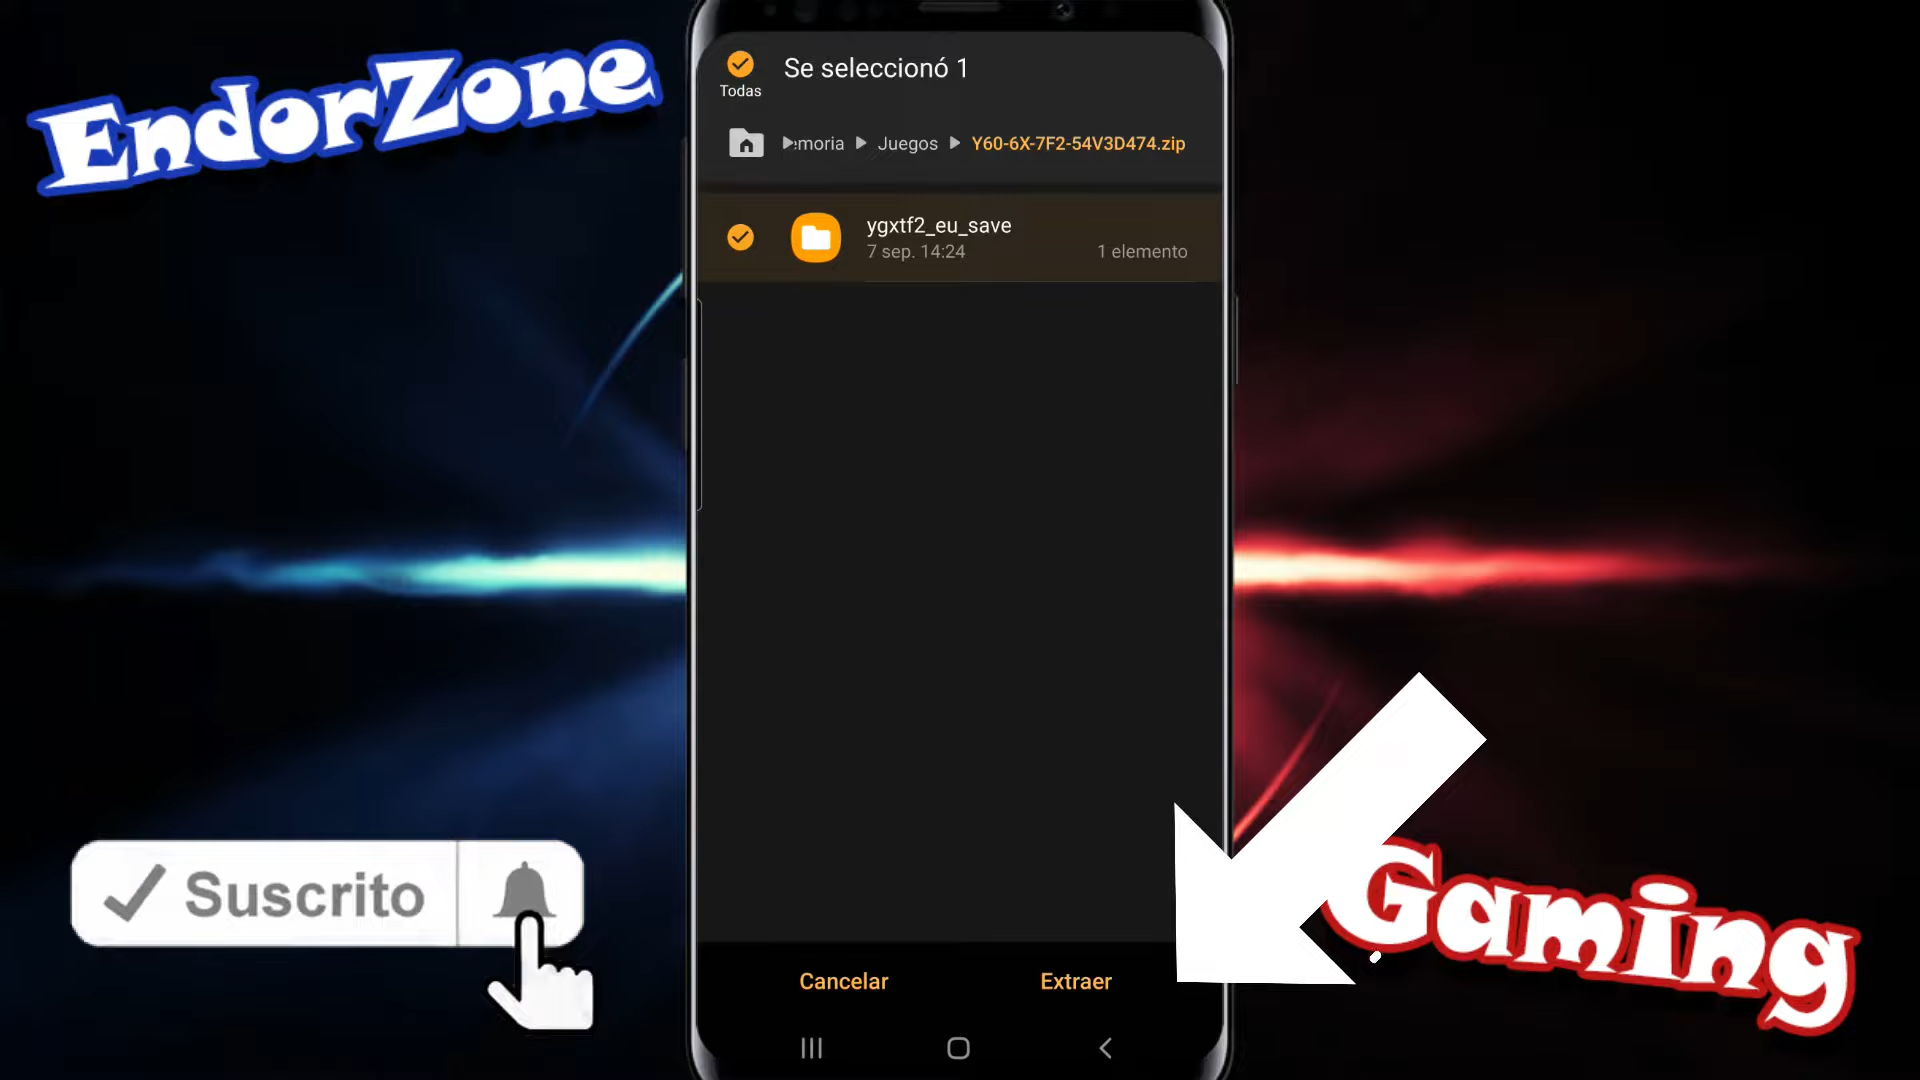 EndorZone
Se seleccionó 1
Todas
moria
Juegos
Y60-6X-7F2-54V3D474.zip
ygxtf2_eu_save
7 sep. 14:24
1 elemento
Suscrito
Gaming
Cancelar
Extraer